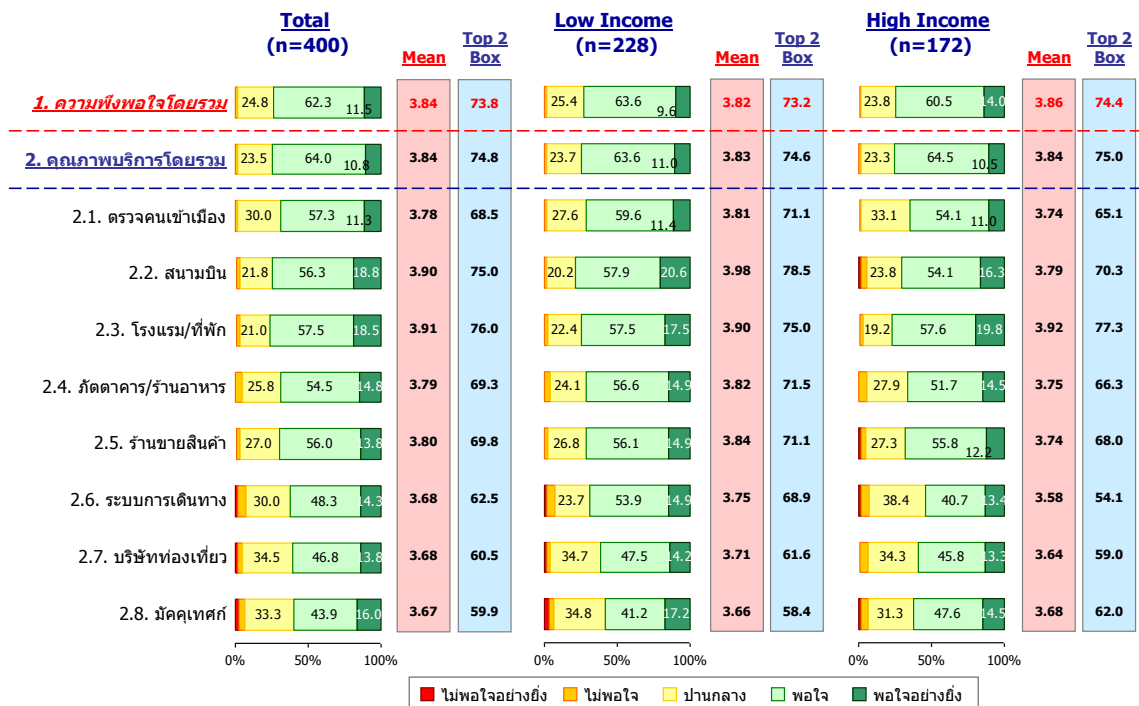 Total
(n=400)
Mean
Top 2
Box
Low Income
(n=228)
Mean
Top 2
Box
High Income
(n=172)
Mean
Top 2
Box
1. ความพึงพอใจโดยรวม 24.8 62.3 11.5 3.84 73.8 25.4 63.6 9.6 3.82 73.2 23.8 60.5 14.0 3.86 74.4
2. คุณภาพบริการโดยรวม 23.5 64.0 10.8 3.84 74.8 23.7 63.6 11.0 3.83 74.6 23.3 64.5 10.5 3.84 75.0
2.1. ตรวจคนเข้าเมือง 30.0 57.3 11.3 3.78 68.5 27.6 59.6 11.4 3.81 71.1 33.1 54.1 11.0 3.74 65.1
2.2. สนามบิน 21.8 56.3 18.8 3.90 75.0 20.2 57.9 20.6 3.98 78.5 23.8 54.1 16.3 3.79 70.3
2.3. โรงแรม/ที่พัก 21.0 57.5 18.5 3.91 76.0 22.4 57.5 17.5 3.90 75.0 19.2 57.6 19.8 3.92 77.3
2.4. ภัตตาคาร/ร้านอาหาร 25.8 54.5 14.8 3.79 69.3 24.1 56.6 14.9 3.82 71.5 27.9 51.7 14.5 3.75 66.3
2.5. ร้านขายสินค้า 27.0 56.0 13.8 3.80 69.8 26.8 56.1 14.9 3.84 71.1 27.3 55.8 12.2 3.74 68.0
2.6. ระบบการเดินทาง 30.0 48.3 14.3 3.68 62.5 23.7 53.9 14.9 3.75 68.9 38.4 40.7 13.4 3.58 54.1
2.7. บริษัทท่องเที่ยว 34.5 46.8 13.8 3.68 60.5 34.7 47.5 14.2 3.71 61.6 34.3 45.8 13.3 3.64 59.0
2.8. มัคคุเทศก์ 33.3 43.9 16.0 3.67 59.9 34.8 41.2 17.2 3.66 58.4 31.3 47.6 14.5 3.68 62.0
0% 100% 0% 100% 0% 100%
ไม่พอใจอย่างยิ่ง ไม่พอใจ ปานกลาง พอใจ พอใจอย่างยิ่ง